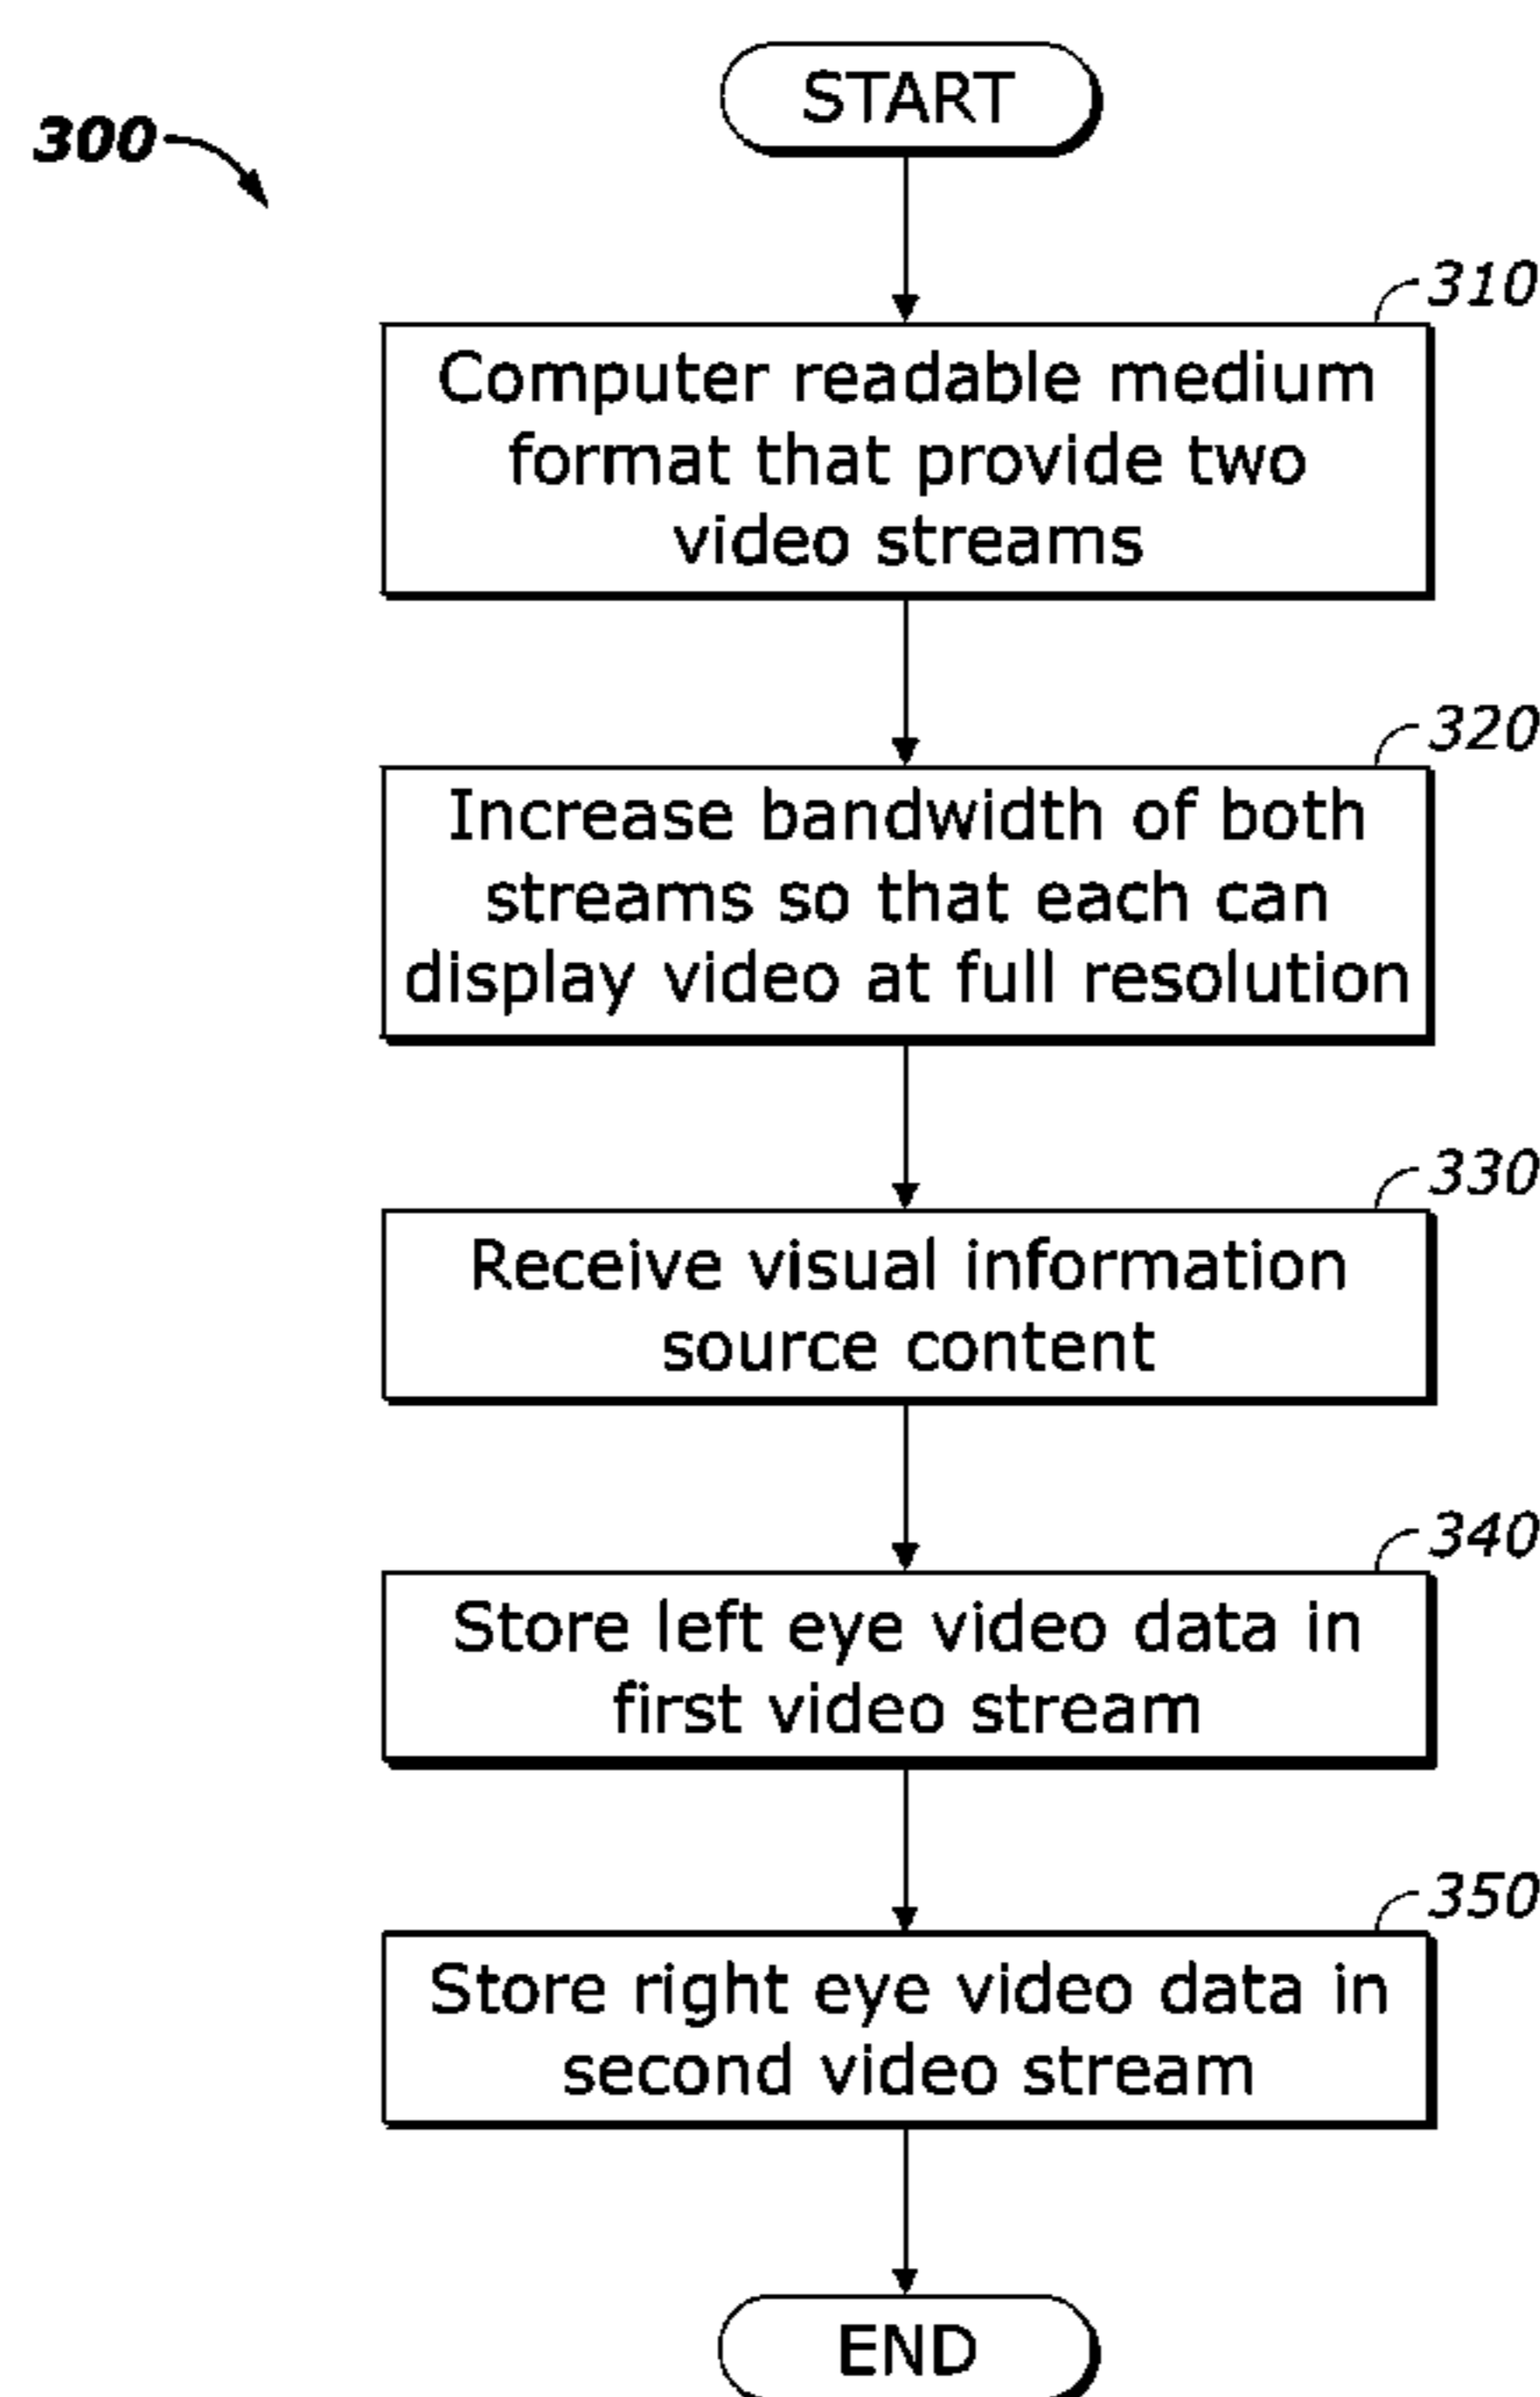 START
300
310
Computer readable medium
format that provide two
video streams
320
Increase bandwidth of both
streams so that each can
display video at full resolution
330
Receive visual information
source content
340
Store left eye video data in
first video stream
350
Store right eye video data in
second video stream
END